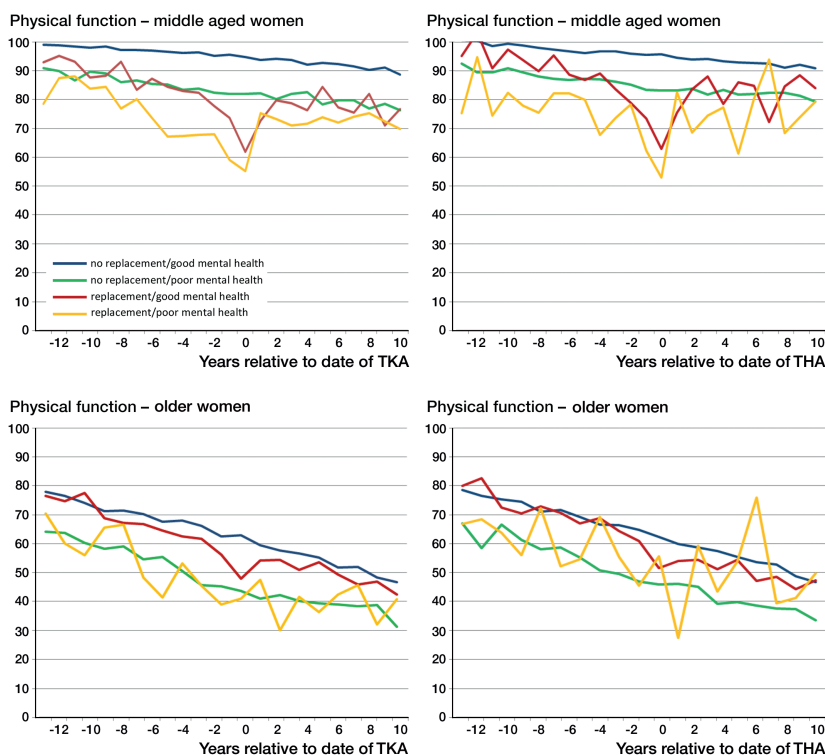 Physical function – middle aged women
100
90
80
70
60
50
40
30
20
10
0
no replacement/good mental health
no replacement/poor mental health
replacement/good mental health
replacement/poor mental health
-12 -10 -8 -6 -4 -2 0 2 4 6 8 10
Years relative to date of TKA
Physical function – middle aged women
100
90
80
70
60
50
40
30
20
10
0
-12 -10 -8 -6 -4 -2 0 2 4 6 8 10
Years relative to date of THA
Physical function – older women
100
90
80
70
60
50
40
30
20
10
0
-12 -10 -8 -6 -4 -2 0 2 4 6 8 10
Years relative to date of TKA
Physical function – older women
100
90
80
70
60
50
40
30
20
10
0
-12 -10 -8 -6 -4 -2 0 2 4 6 8 10
Years relative to date of THA